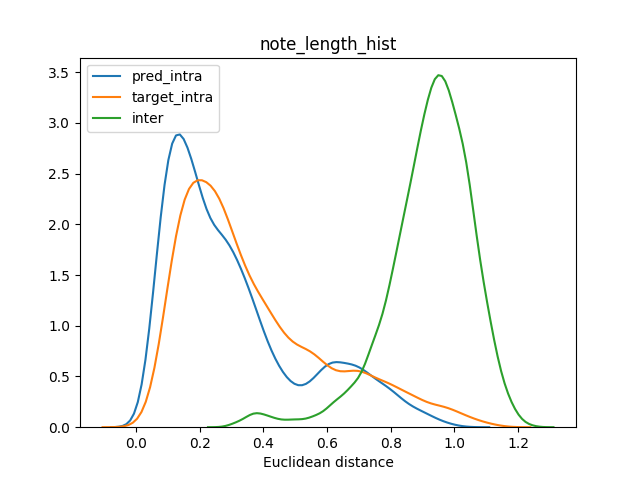 note_length_hist
pred_intra
target_intra
inter
3.5
3.0
2.5
2.0
1.5
1.0
0.5
0.0
0.0 0.2 0.4 0.6 0.8 1.0 1.2
Euclidean distance